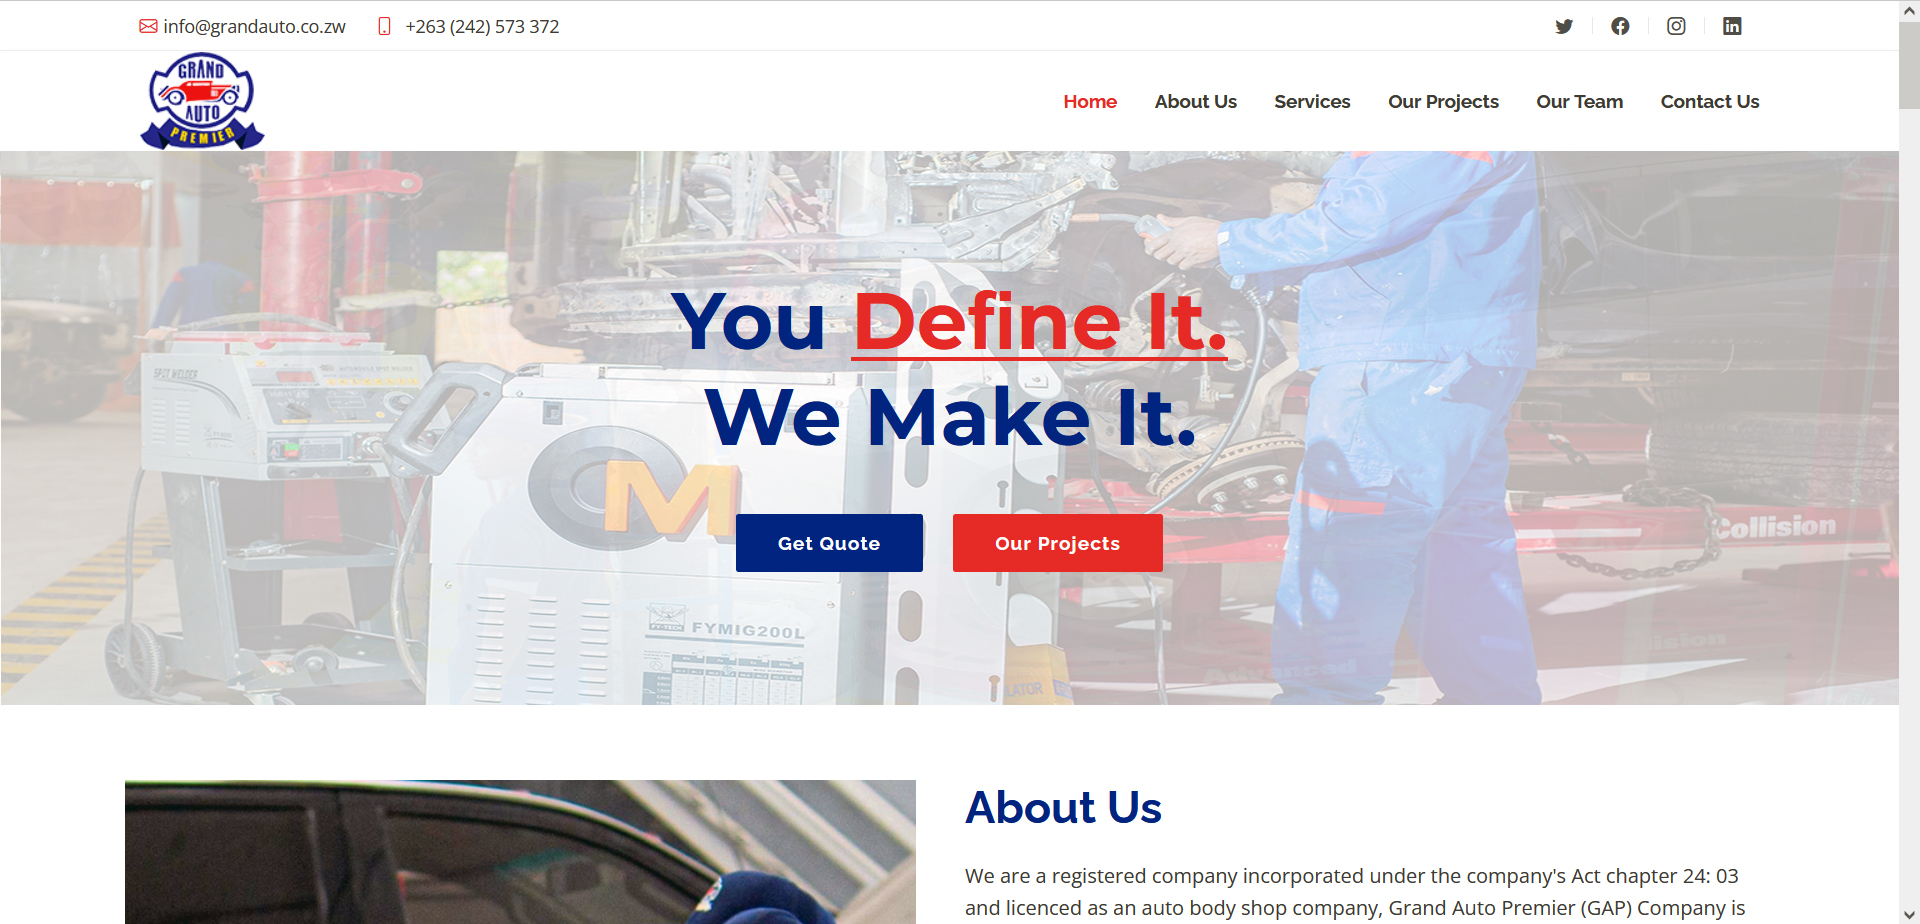 info@grandauto.co.zw +263 (242) 573 372
GRAND
AUTO
PREMIER
Home About Us Services Our Projects Our Team Contact Us
You Define It.
We Make It.
SPOT WELDER
OM
Get Quote Our Projects
Collision
FYMIG200L
About Us
We are a registered company incorporated under the company's Act chapter 24: 03
and licenced as an auto body shop company, Grand Auto Premier (GAP) Company is